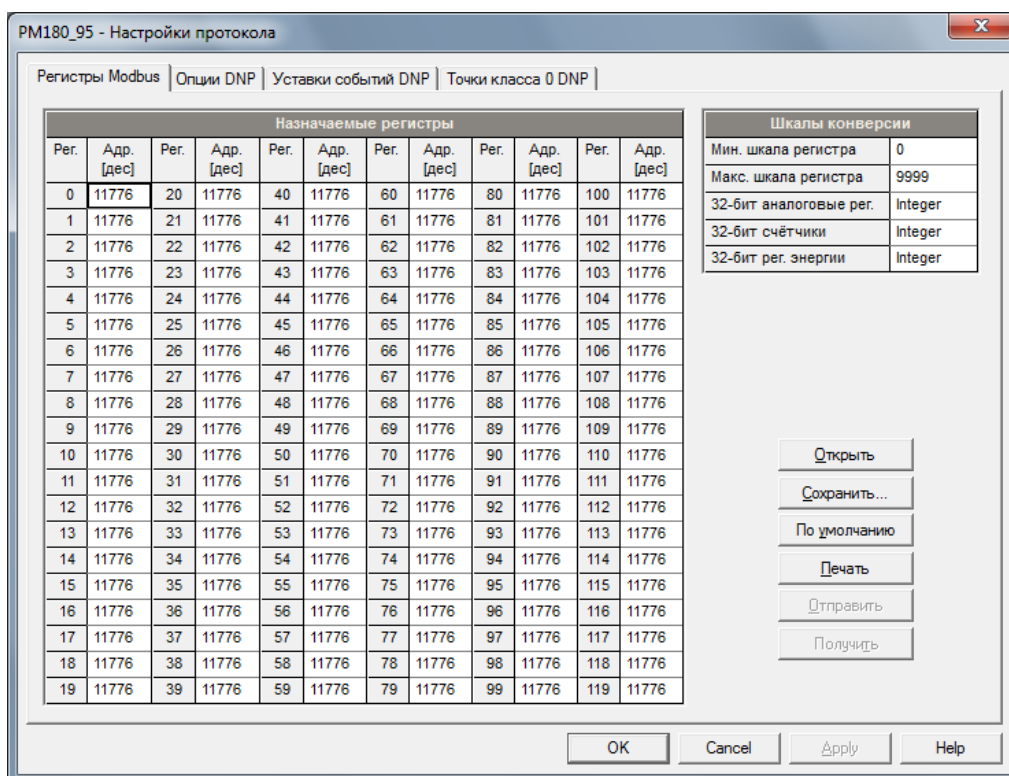 PM180_95 - Настройки протокола
x
Регистры Modbus Опции DNP Уставки событий DNP Точки класса 0 DNP
Назначаемые регистры
Рег. Адр. [дес] Рег. Адр. [дес] Рег. Адр. [дес] Рег. Адр. [дес] Рег. Адр. [дес] Рег. Адр. [дес]
0 11776 20 11776 40 11776 60 11776 80 11776 100 11776
1 11776 21 11776 41 11776 61 11776 81 11776 101 11776
2 11776 22 11776 42 11776 62 11776 82 11776 102 11776
3 11776 23 11776 43 11776 63 11776 83 11776 103 11776
4 11776 24 11776 44 11776 64 11776 84 11776 104 11776
5 11776 25 11776 45 11776 65 11776 85 11776 105 11776
6 11776 26 11776 46 11776 66 11776 86 11776 106 11776
7 11776 27 11776 47 11776 67 11776 87 11776 107 11776
8 11776 28 11776 48 11776 68 11776 88 11776 108 11776
9 11776 29 11776 49 11776 69 11776 89 11776 109 11776
10 11776 30 11776 50 11776 70 11776 90 11776 110 11776
11 11776 31 11776 51 11776 71 11776 91 11776 111 11776
12 11776 32 11776 52 11776 72 11776 92 11776 112 11776
13 11776 33 11776 53 11776 73 11776 93 11776 113 11776
14 11776 34 11776 54 11776 74 11776 94 11776 114 11776
15 11776 35 11776 55 11776 75 11776 95 11776 115 11776
16 11776 36 11776 56 11776 76 11776 96 11776 116 11776
17 11776 37 11776 57 11776 77 11776 97 11776 117 11776
18 11776 38 11776 58 11776 78 11776 98 11776 118 11776
19 11776 39 11776 59 11776 79 11776 99 11776 119 11776
Шкалы конверсии
Мин. шкала регистра 0
Макс. шкала регистра 9999
32-бит аналоговые рег. Integer
32-бит счётчики Integer
32-бит рег. энергии Integer
Открыть
Сохранить...
По умолчанию
Печать
Отправить
Получить
OK Cancel Apply Help